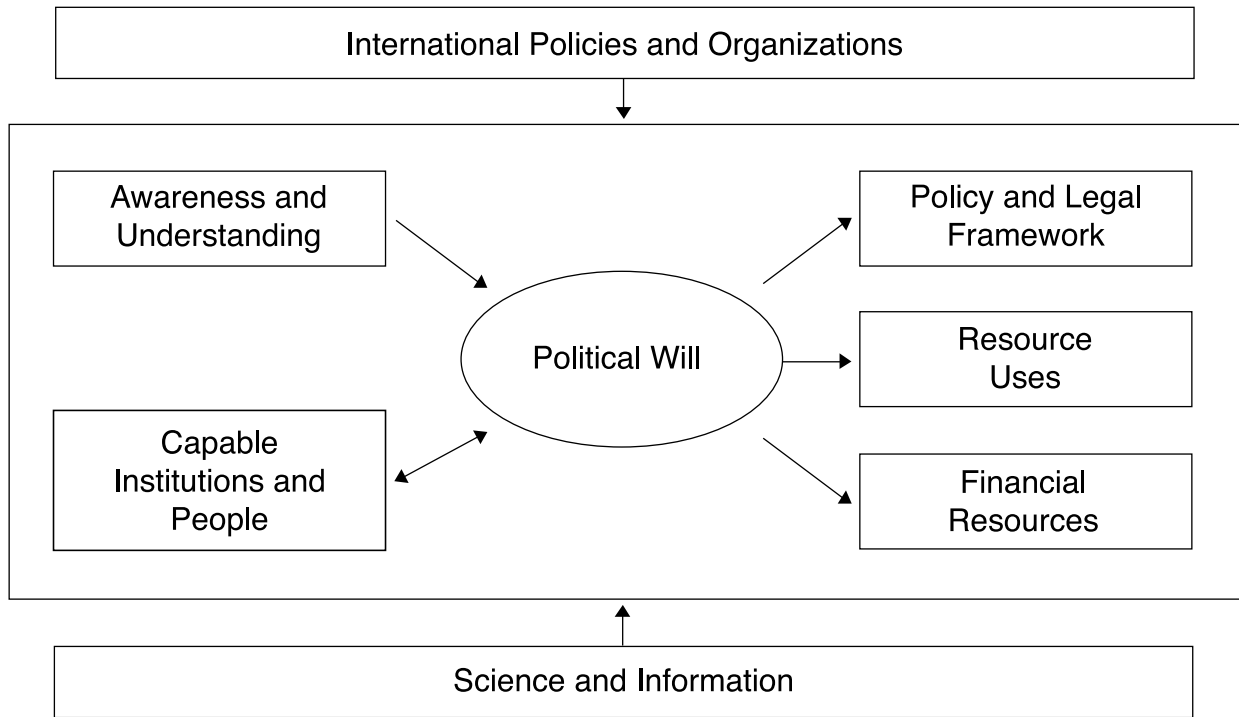 International Policies and Organizations
Awareness and
Understanding
Policy and Legal
Framework
Political Will
Resource
Uses
Capable
Institutions and
People
Financial
Resources
Science and Information